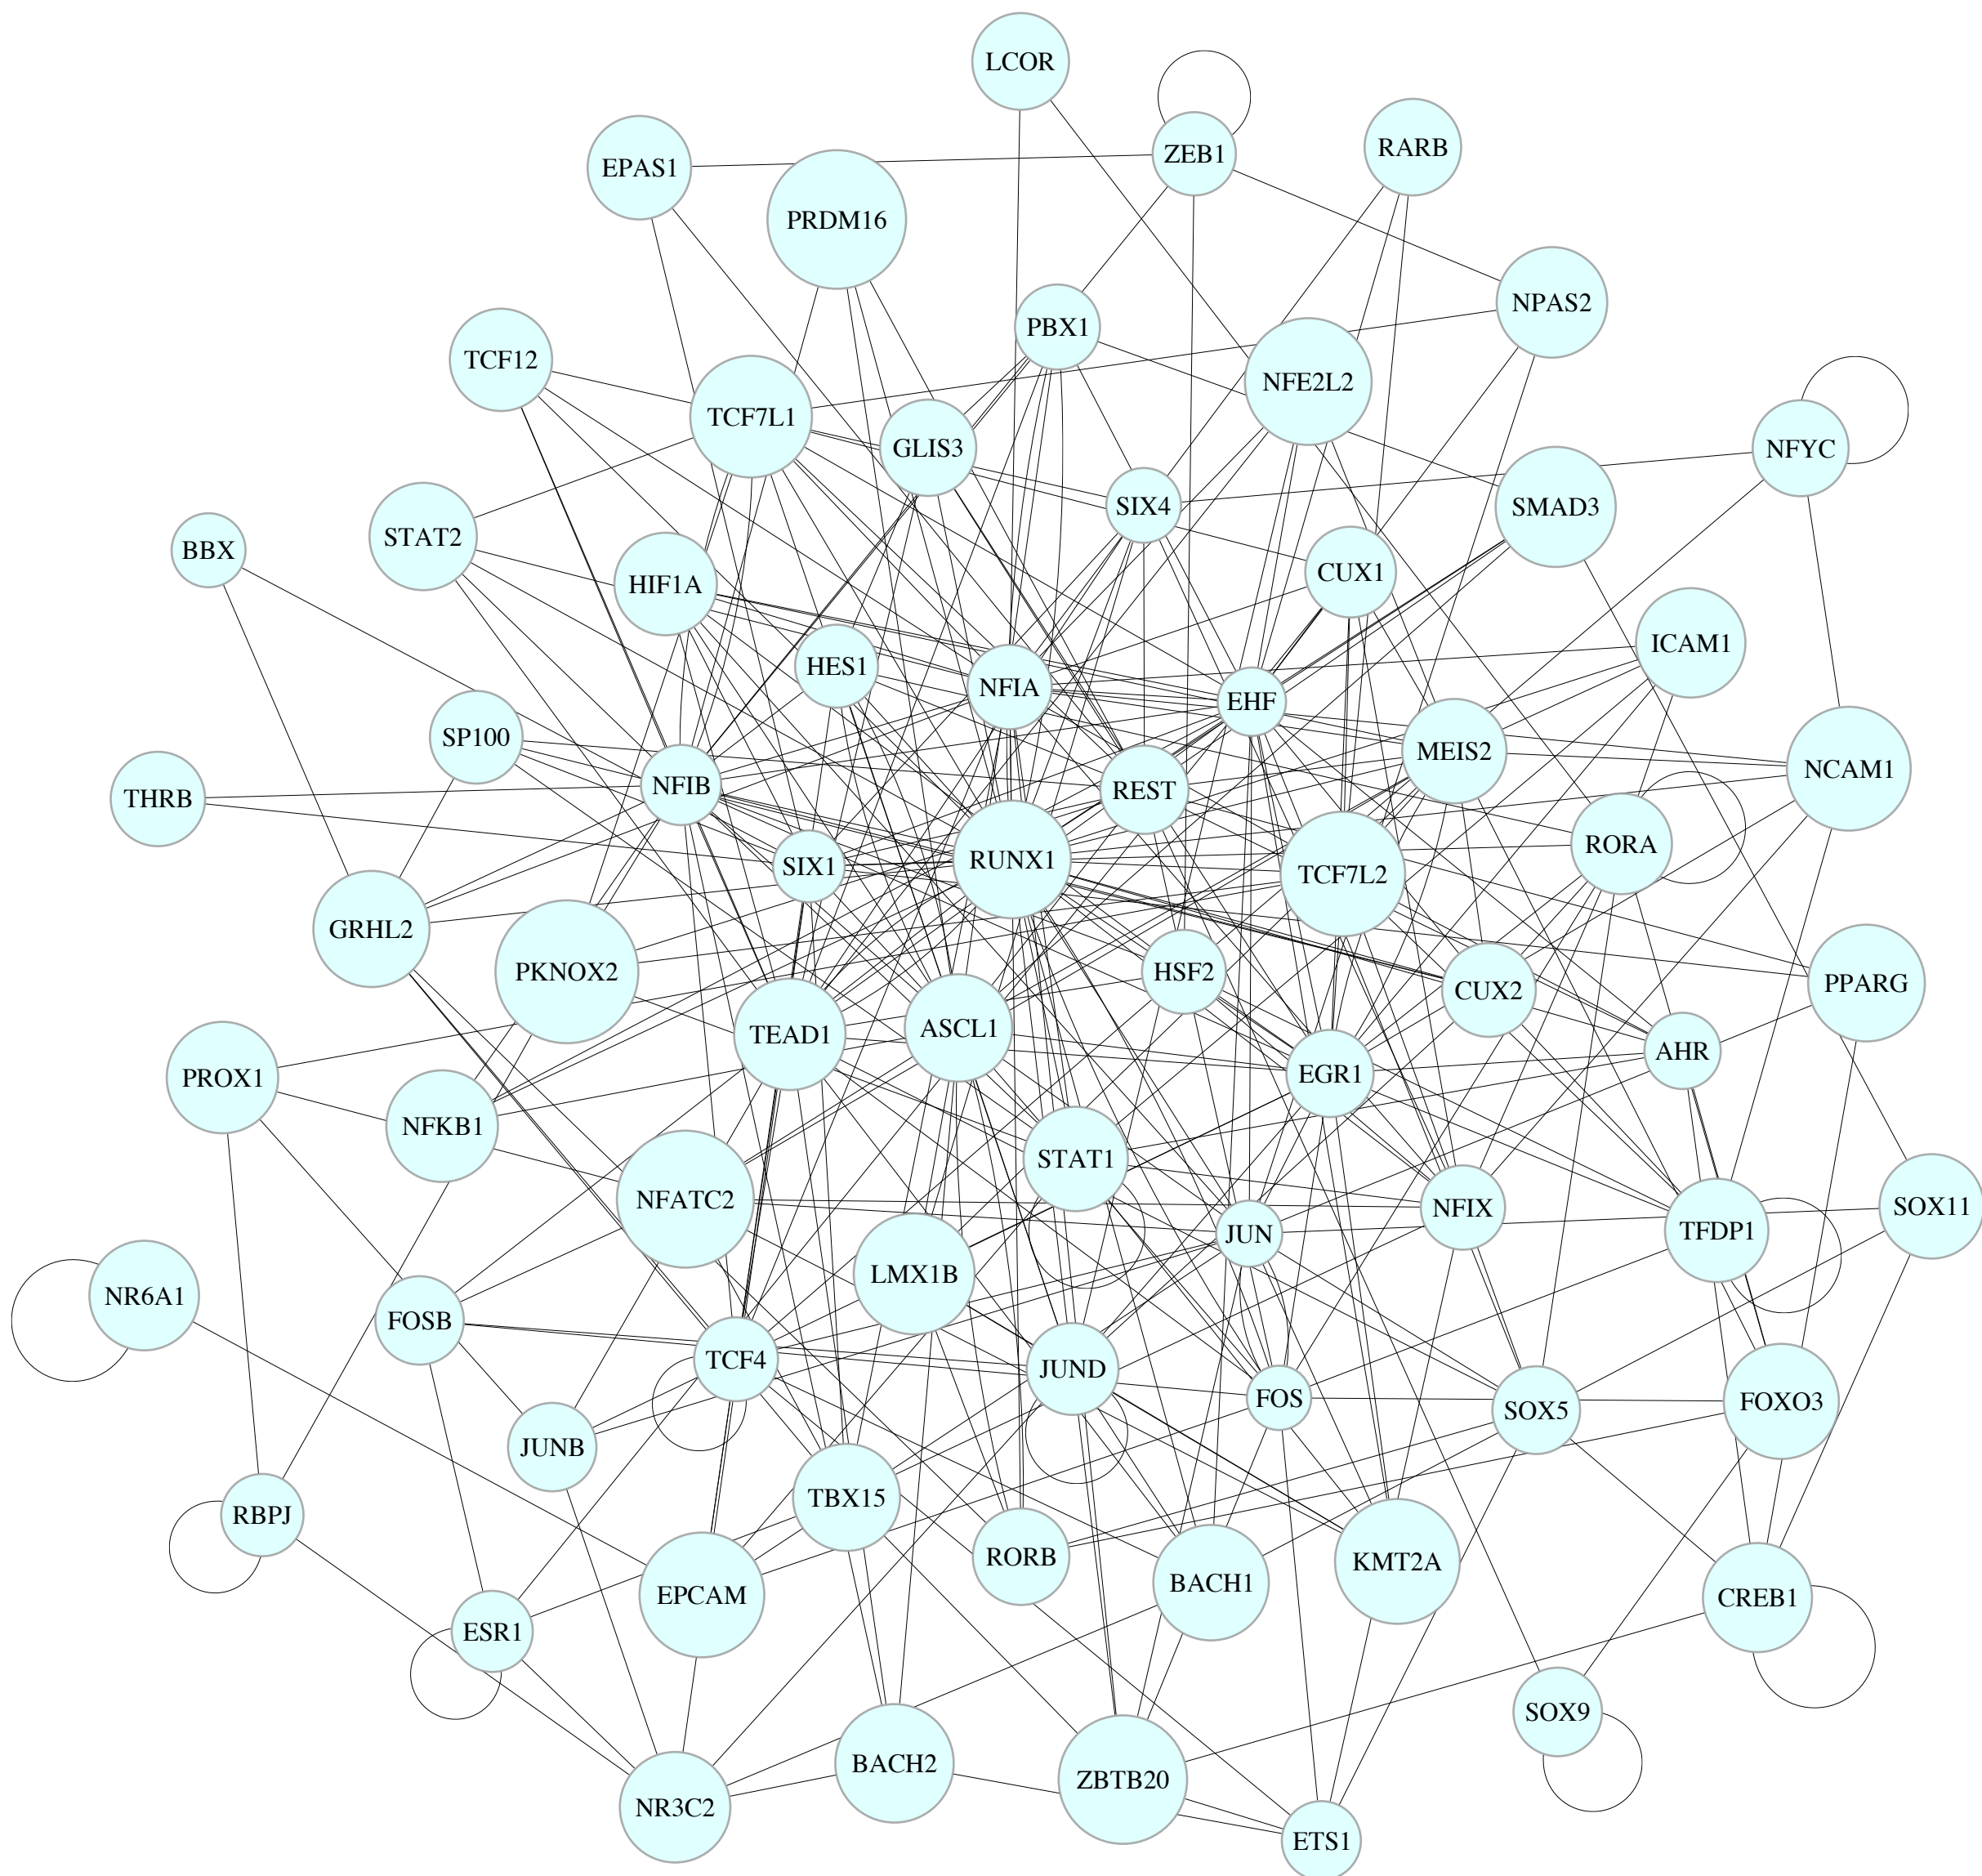 LCOR
ZEB1
RARB
EPAS1
PRDM16
NPAS2
PBX1
TCF12
NFE2L2
TCF7L1
GLIS3
NFYC
SIX4
SMAD3
STAT2
BBX
CUX1
HIF1A
ICAM1
HES1
NFIA
EHF
SP100
MEIS2
NCAM1
NFIB
REST
THRB
RORA
RUNX1
SIX1
TCF7L2
GRHL2
PKNOX2
HSF2
PPARG
CUX2
ASCL1
TEAD1
AHR
EGR1
PROX1
NFKB1
STAT1
NFATC2
NFIX
SOX11
TFDP1
JUN
LMX1B
NR6A1
FOSB
TCF4
JUND
FOS
FOXO3
SOX5
JUNB
TBX15
RBPJ
RORB
KMT2A
BACH1
EPCAM
CREB1
ESR1
SOX9
BACH2
ZBTB20
NR3C2
ETS1